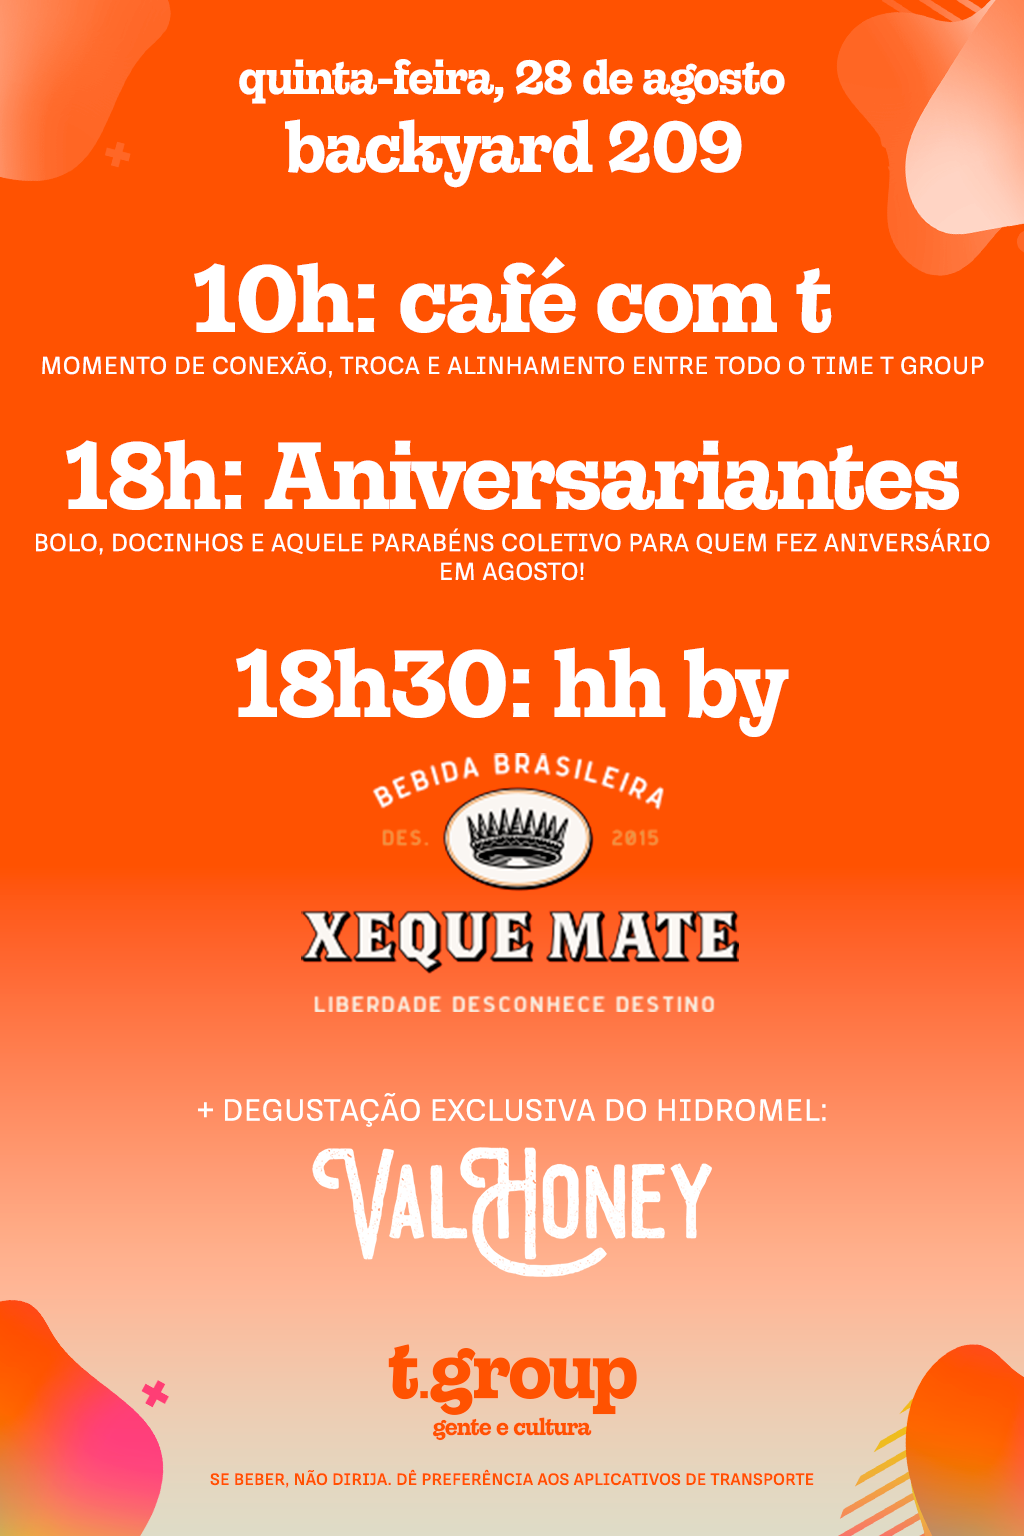 quinta-feira, 28 de agosto
backyard 209
10h: café com t
MOMENTO DE CONEXÃO, TROCA E ALINHAMENTO ENTRE TODO O TIME T GROUP
18h: Aniversariantes
BOLO, DOCINHOS E AQUELE PARABÉNS COLETIVO PARA QUEM FEZ ANIVERSÁRIO
EM AGOSTO!
18h30: hh by
BEBIDA BRASILEIRA
DES. 2015
XEQUE MATE
LIBERDADE DESCONHECE DESTINO
+ DEGUSTAÇÃO EXCLUSIVA DO HIDROMEL:
VALHONEY
t.group
gente e cultura
SE BEBER, NÃO DIRIJA. DÊ PREFERÊNCIA AOS APLICATIVOS DE TRANSPORTE